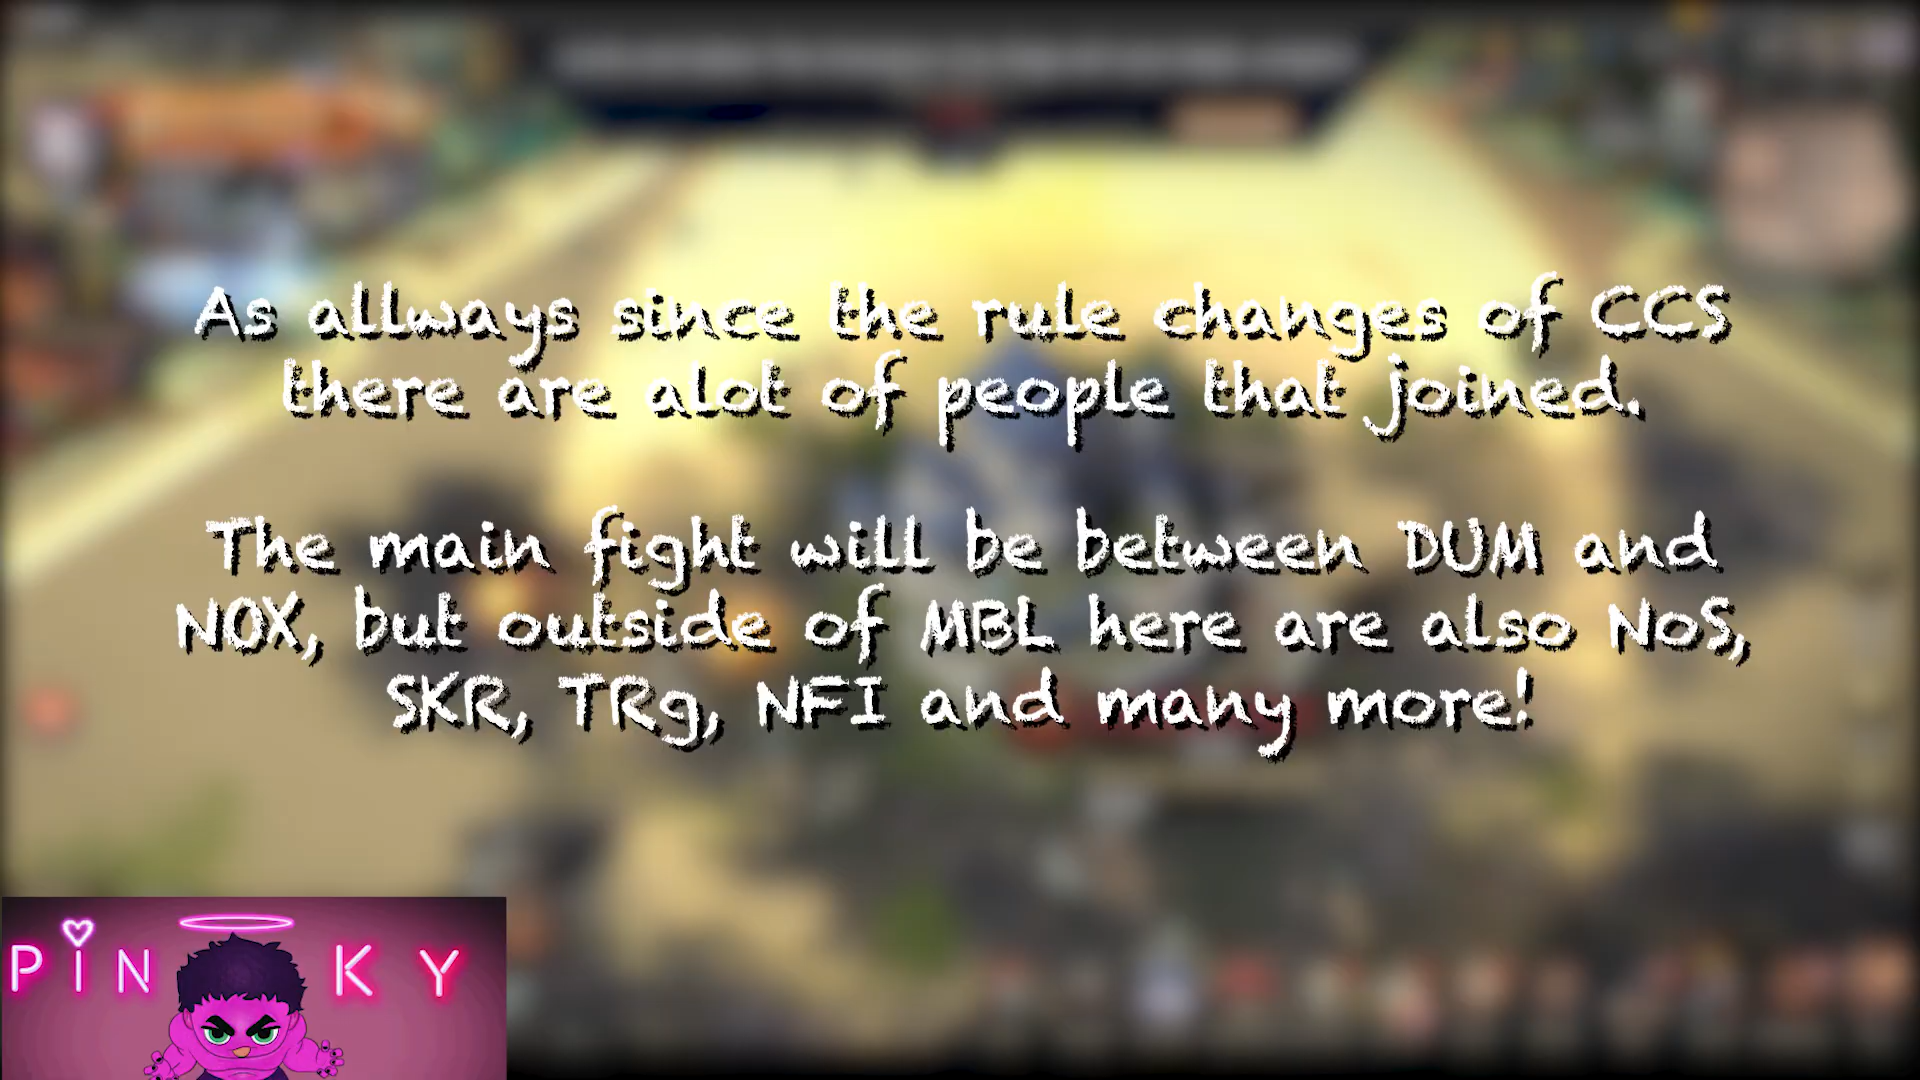 As allways since the rule changes of CCS
there are alot of people that joined.
The main fight will be between DUM and
NOX, but outside of MBL here are also NoS,
SKR, TRg, NFI and many more!
PiN KY